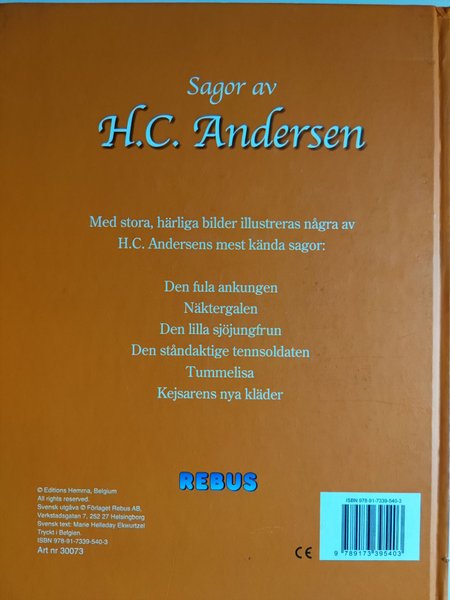 Sagor av
H.C. Andersen
Med stora, härliga bilder illustreras några av
H.C. Andersens mest kända sagor:
Den fula ankungen
Näktergalen
Den lilla sjöjungfrun
Den ståndaktige tennsoldaten
Tummelisa
Kejsarens nya kläder
REBUS
© Editions Hemma, Belgium
All rights reserved.
Svensk utgåva © Förlaget Rebus AB,
Verkstadsgatan 7, 252 27 Helsingborg
Svensk text: Marie Helleday Ekwurtzel
Tryckt i Belgien.
ISBN 978-91-7339-540-3
Art nr 30073
CE
ISBN 978-91-7339-540-3
9 789173 395403